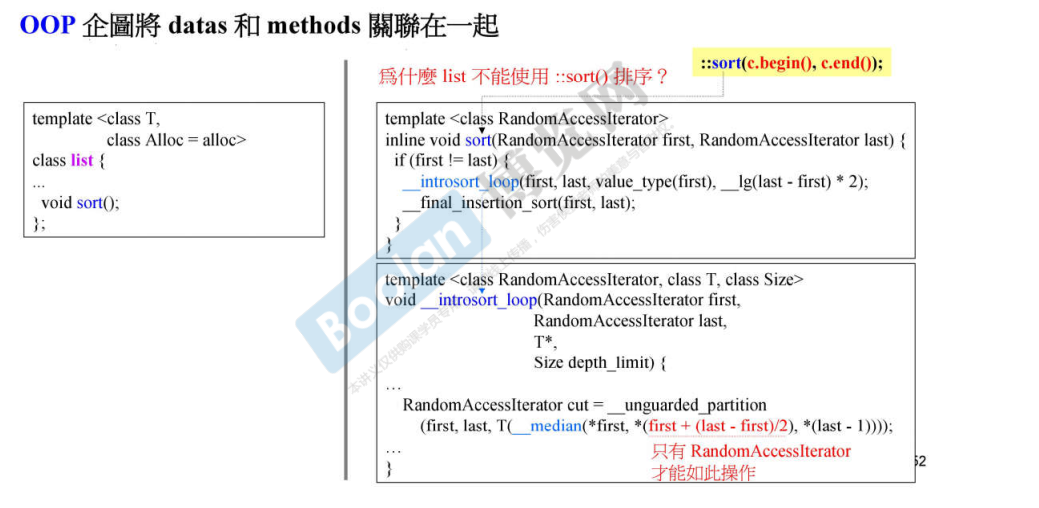 OOP 企圖將 datas 和 methods 關聯在一起
template <class T,
class Alloc = alloc>
class list {
...
void sort();
};
爲什麼 list 不能使用 ::sort() 排序？
::sort(c.begin(), c.end());
template <class RandomAccessIterator>
inline void sort(RandomAccessIterator first, RandomAccessIterator last) {
if (first != last) {
__introsort_loop(first, last, value_type(first), __lg(last - first) * 2);
__final_insertion_sort(first, last);
}
}
template <class RandomAccessIterator, class T, class Size>
void __introsort_loop(RandomAccessIterator first,
RandomAccessIterator last,
T*,
Size depth_limit) {
...
RandomAccessIterator cut = __unguarded_partition
(first, last, T(__median(*first, *(first + (last - first)/2), *(last - 1))));
...
}
只有 RandomAccessIterator
才能如此操作
52
Boolan
博览网